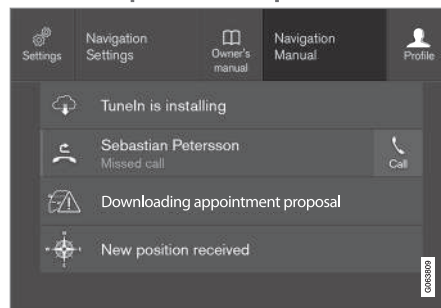 Settings
Navigation
Settings
Owner's
manual
Navigation
Manual
Profile
TuneIn is installing
Sebastian Petersson
Missed call
Call
Downloading appointment proposal
New position received
G063809